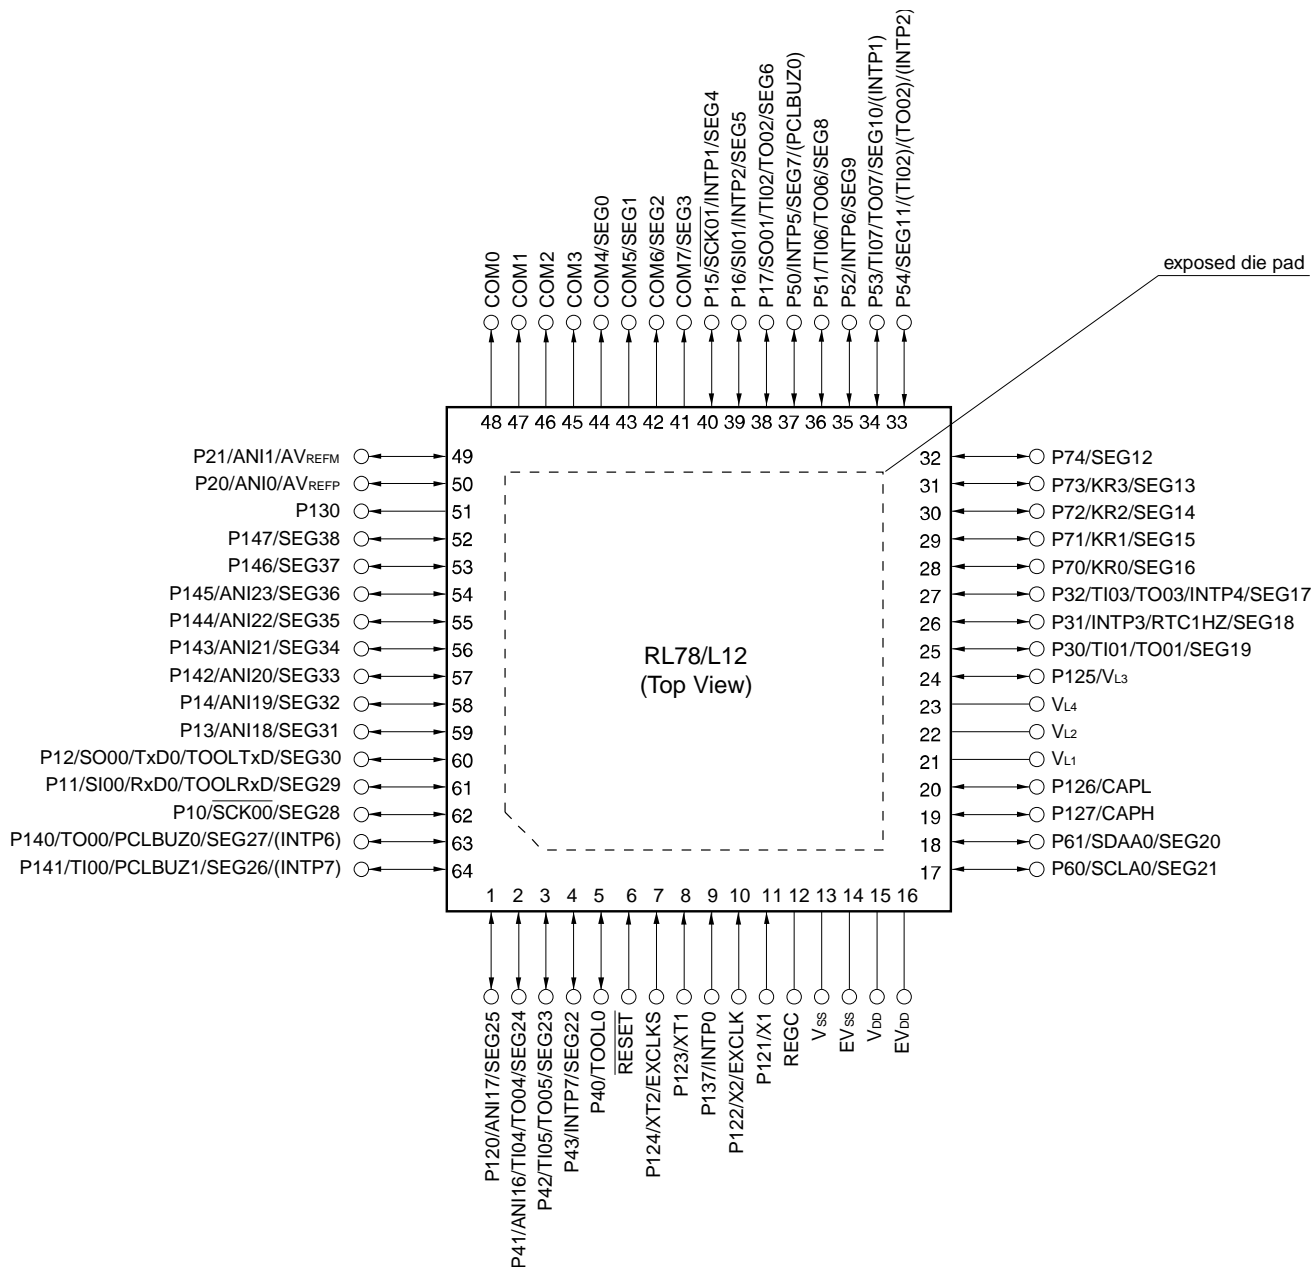 COM0
COM1
COM2
COM3
COM4/SEG0
COM5/SEG1
COM6/SEG2
COM7/SEG3
P15/SCK01/INTP1/SEG4
P16/SI01/INTP2/SEG5
P17/SO01/TI02/TO02/SEG6
P50/INTP5/SEG7/(PCLBUZ0)
P51/TI06/TO06/SEG8
P52/INTP6/SEG9
P53/TI07/TO07/SEG10/(INTP1)
P54/SEG11/(TI02)/(TO02)/(INTP2)
exposed die pad
48 47 46 45 44 43 42 41 40 39 38 37 36 35 34 33
P21/ANI1/AVREFM 49
P20/ANI0/AVREFP 50
P130 51
P147/SEG38 52
P146/SEG37 53
P145/ANI23/SEG36 54
P144/ANI22/SEG35 55
P143/ANI21/SEG34 56
P142/ANI20/SEG33 57
P14/ANI19/SEG32 58
P13/ANI18/SEG31 59
P12/SO00/TxD0/TOOLTxD/SEG30 60
P11/SI00/RxD0/TOOLRxD/SEG29 61
P10/SCK00/SEG28 62
P140/TO00/PCLBUZ0/SEG27/(INTP6) 63
P141/TI00/PCLBUZ1/SEG26/(INTP7) 64
RL78/L12
(Top View)
32 P74/SEG12
31 P73/KR3/SEG13
30 P72/KR2/SEG14
29 P71/KR1/SEG15
28 P70/KR0/SEG16
27 P32/TI03/TO03/INTP4/SEG17
26 P31/INTP3/RTC1HZ/SEG18
25 P30/TI01/TO01/SEG19
24 P125/VL3
23 VL4
22 VL2
21 VL1
20 P126/CAPL
19 P127/CAPH
18 P61/SDAA0/SEG20
17 P60/SCLA0/SEG21
1 2 3 4 5 6 7 8 9 10 11 12 13 14 15 16
P120/ANI17/SEG25
P41/ANI16/TI04/TO04/SEG24
P42/TI05/TO05/SEG23
P43/INTP7/SEG22
P40/TOOL0
RESET
P124/XT2/EXCLKS
P123/XT1
P137/INTP0
P122/X2/EXCLK
P121/X1
REGC
VSS
EVSS
VDD
EVDD